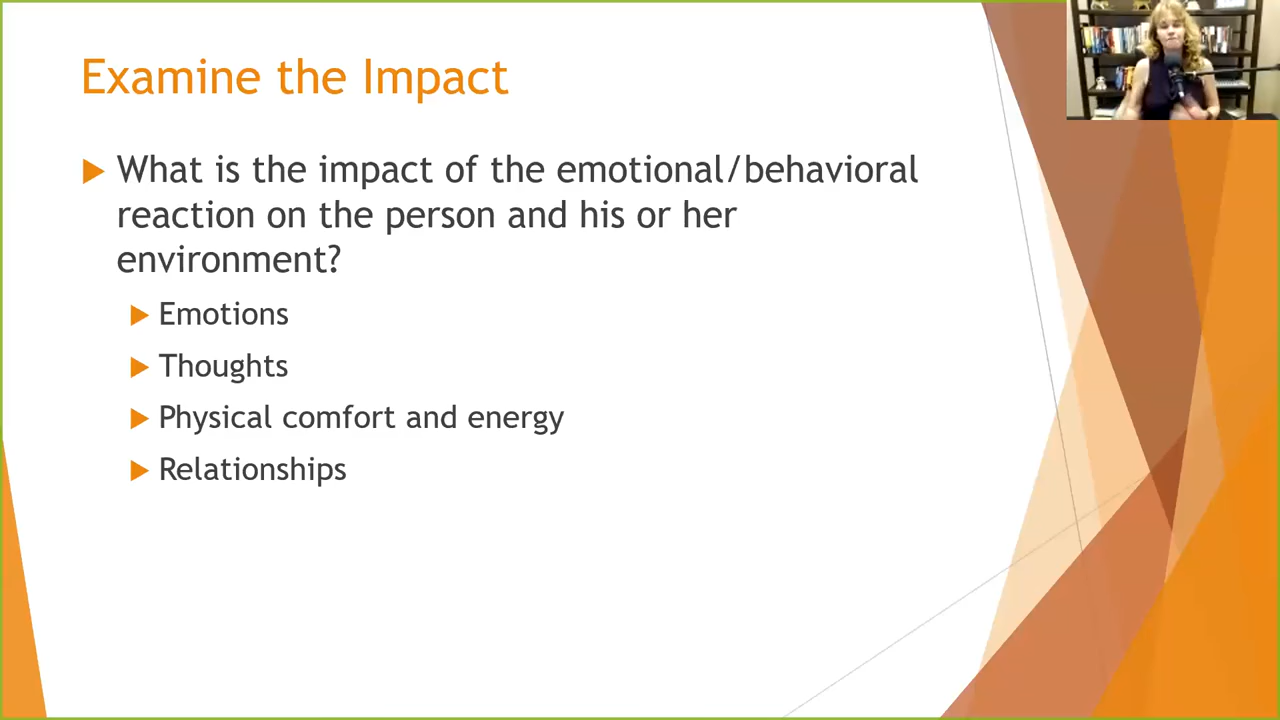 Examine the Impact
What is the impact of the emotional/behavioral
reaction on the person and his or her
environment?
Emotions
Thoughts
Physical comfort and energy
Relationships